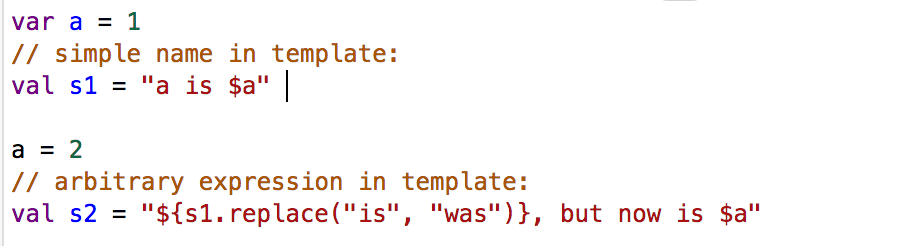 var a = 1
// simple name in template:
val s1 = "a is $a"
a = 2
// arbitrary expression in template:
val s2 = "${s1.replace("is", "was")}, but now is $a"